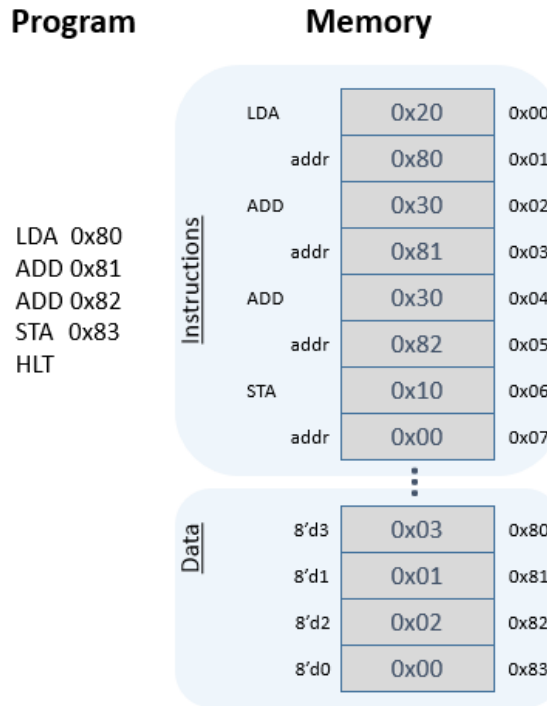 Program
Memory
LDA 0x80
ADD 0x81
ADD 0x82
STA 0x83
HLT
Instructions
LDA 0x20 0x00
addr 0x80 0x01
ADD 0x30 0x02
addr 0x81 0x03
ADD 0x30 0x04
addr 0x82 0x05
STA 0x10 0x06
addr 0x00 0x07
Data
8'd3 0x03 0x80
8'd1 0x01 0x81
8'd2 0x02 0x82
8'd0 0x00 0x83